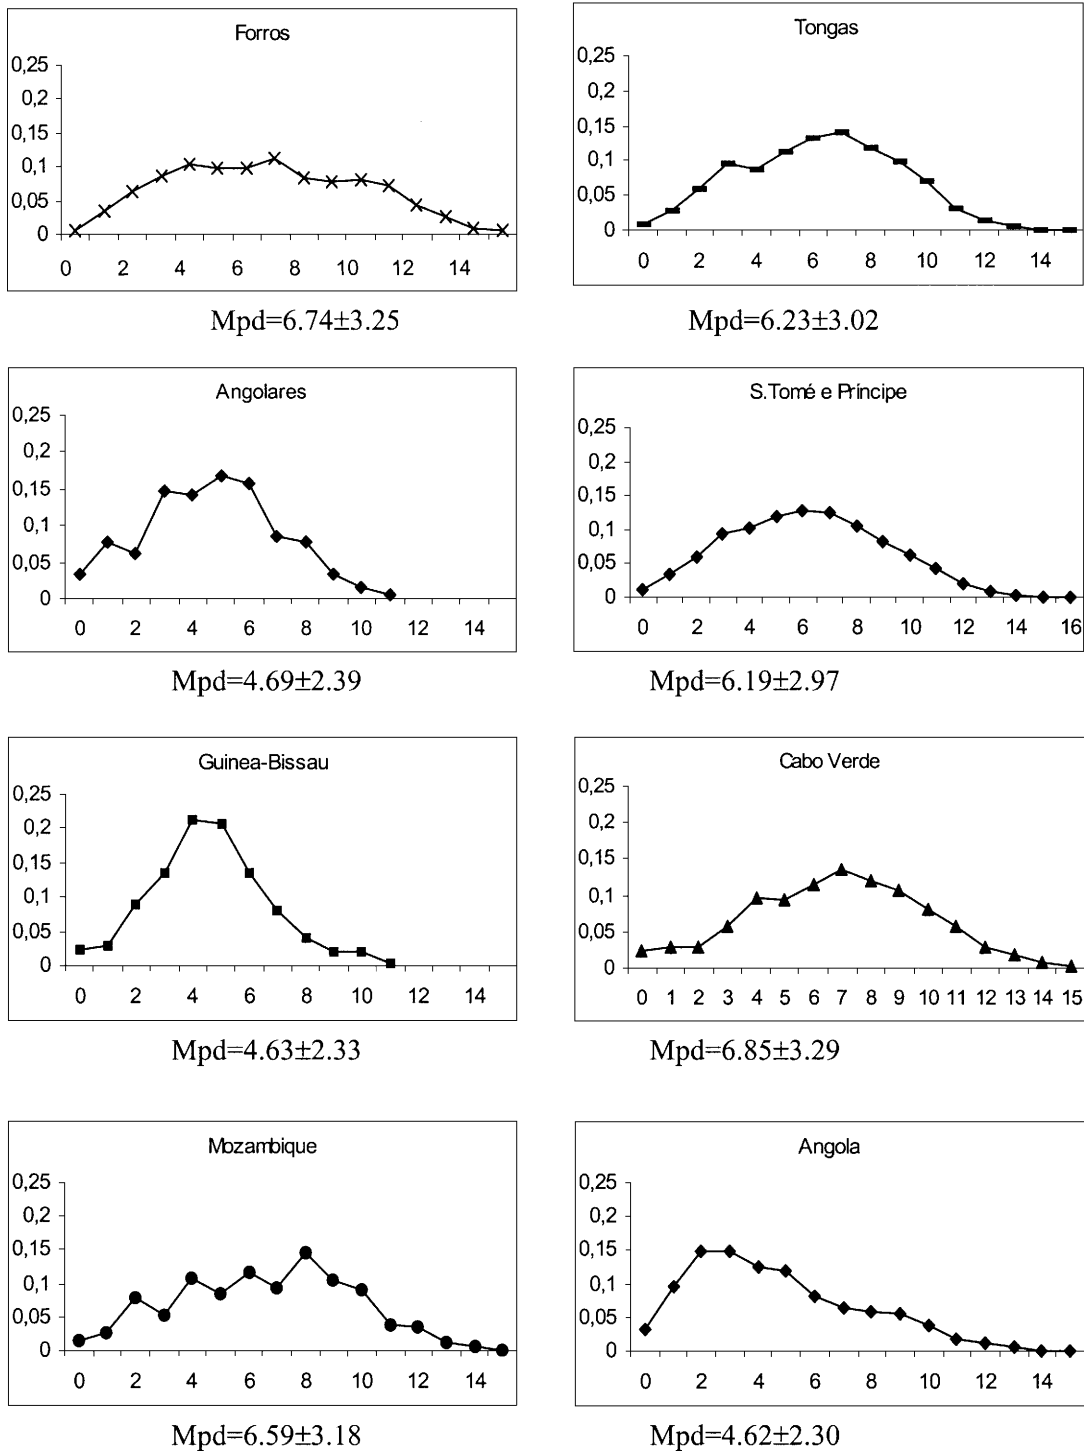 Forros
0,25
0,2
0,15
0,1
0,05
0
0 2 4 6 8 10 12 14
Mpd=6.74±3.25
Tongas
0,25
0,2
0,15
0,1
0,05
0
0 2 4 6 8 10 12 14
Mpd=6.23±3.02
Angolares
0,25
0,2
0,15
0,1
0,05
0
0 2 4 6 8 10 12 14
Mpd=4.69±2.39
S.Tomé e Príncipe
0,25
0,2
0,15
0,1
0,05
0
0 2 4 6 8 10 12 14 16
Mpd=6.19±2.97
Guinea-Bissau
0,25
0,2
0,15
0,1
0,05
0
0 2 4 6 8 10 12 14
Mpd=4.63±2.33
Cabo Verde
0,25
0,2
0,15
0,1
0,05
0
0 1 2 3 4 5 6 7 8 9 10 11 12 13 14 15
Mpd=6.85±3.29
Mozambique
0,25
0,2
0,15
0,1
0,05
0
0 2 4 6 8 10 12 14
Mpd=6.59±3.18
Angola
0,25
0,2
0,15
0,1
0,05
0
0 2 4 6 8 10 12 14
Mpd=4.62±2.30